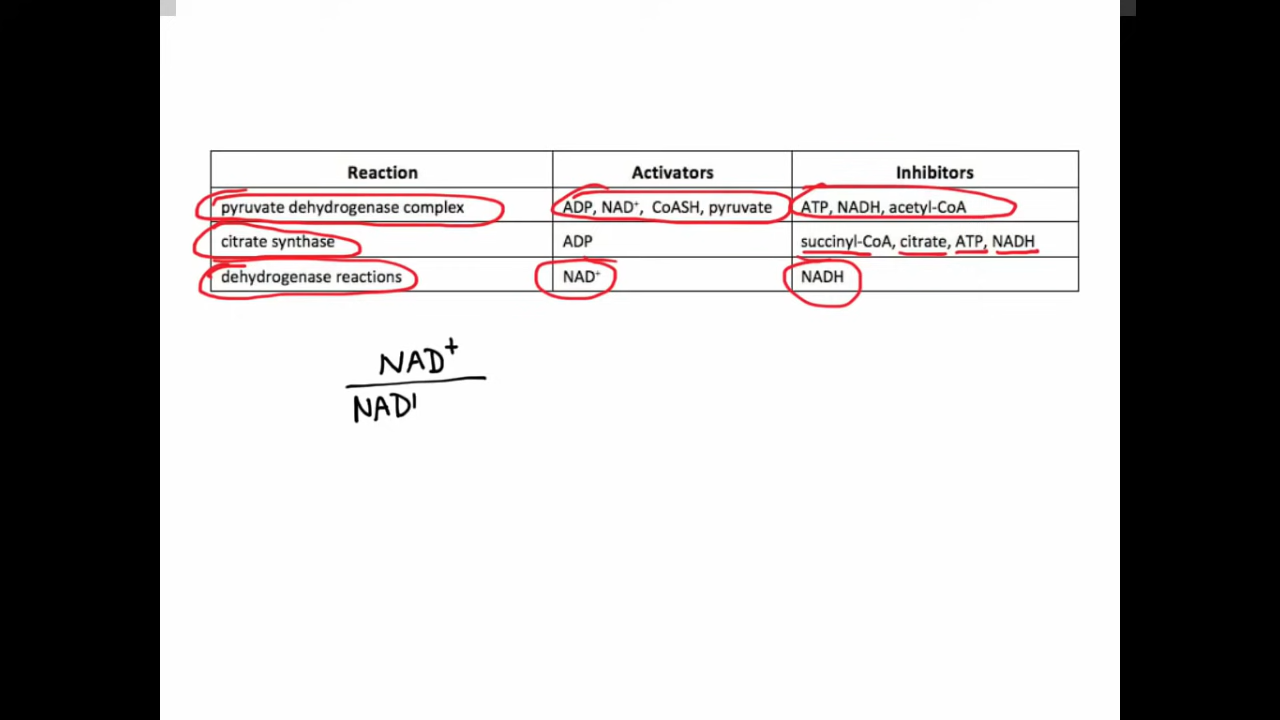 Reaction Activators Inhibitors
pyruvate dehydrogenase complex ADP, NAD⁺, CoASH, pyruvate ATP, NADH, acetyl-CoA
citrate synthase ADP succinyl-CoA, citrate, ATP, NADH
dehydrogenase reactions NAD⁺ NADH
NAD⁺